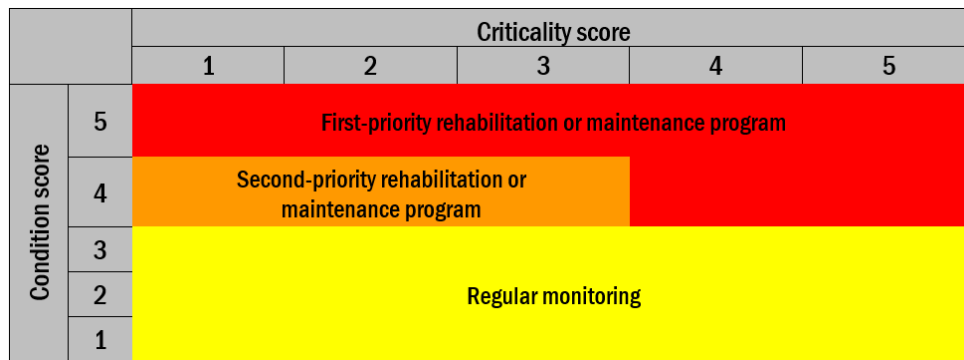 Criticality score
1 2 3 4 5
Condition score
5 First-priority rehabilitation or maintenance program
4 Second-priority rehabilitation or
maintenance program
3
2 Regular monitoring
1